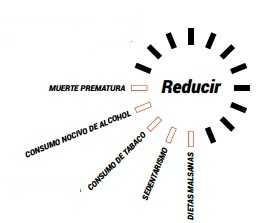 Reducir
MUERTE PREMATURA
CONSUMO NOCIVO DE ALCOHOL
CONSUMO DE TABACO
SEDENTARISMO
DIETAS MALSANAS